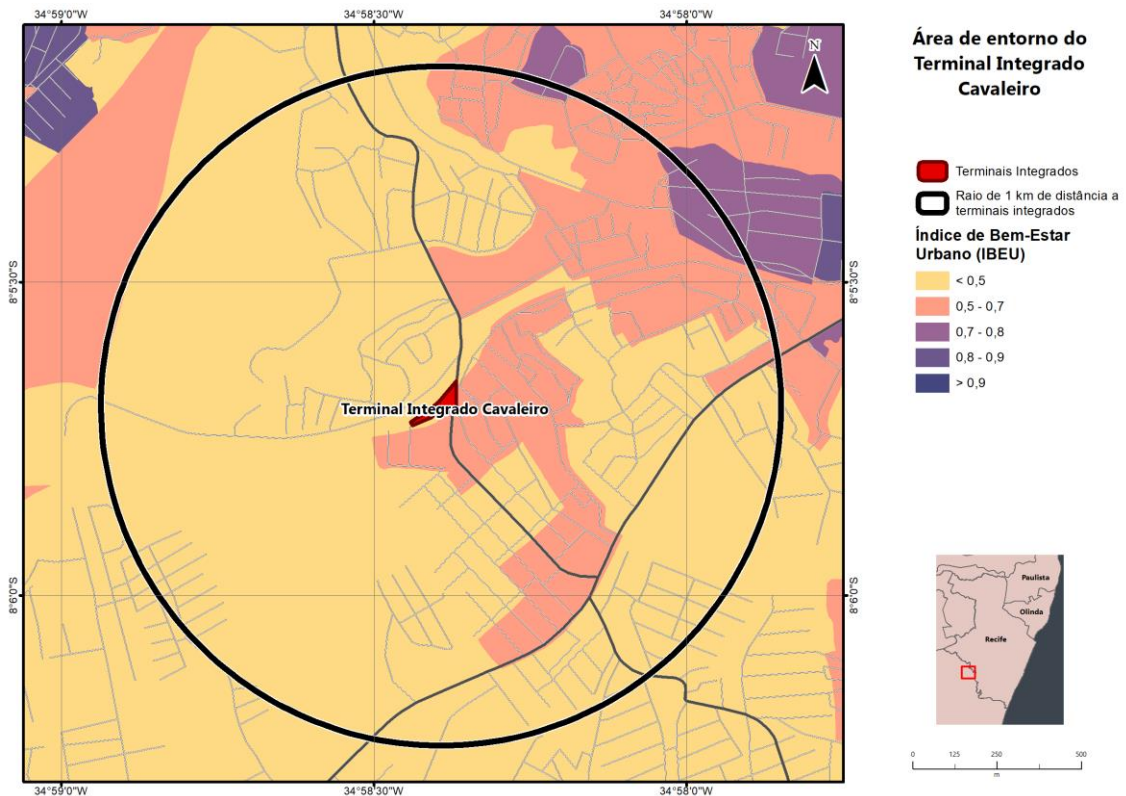 34°59'0"W
34°58'30"W
34°58'0"W
Área de entorno do
Terminal Integrado
Cavaleiro
N
Terminais Integrados
Raio de 1 km de distância a
terminais integrados
Índice de Bem-Estar
Urbano (IBEU)
< 0,5
0,5 - 0,7
0,7 - 0,8
0,8 - 0,9
> 0,9
8°5'30"S
8°5'30"S
Terminal Integrado Cavaleiro
8°6'0"S
8°6'0"S
Paulista
Olinda
Recife
0 125 250 500
m
34°59'0"W
34°58'30"W
34°58'0"W